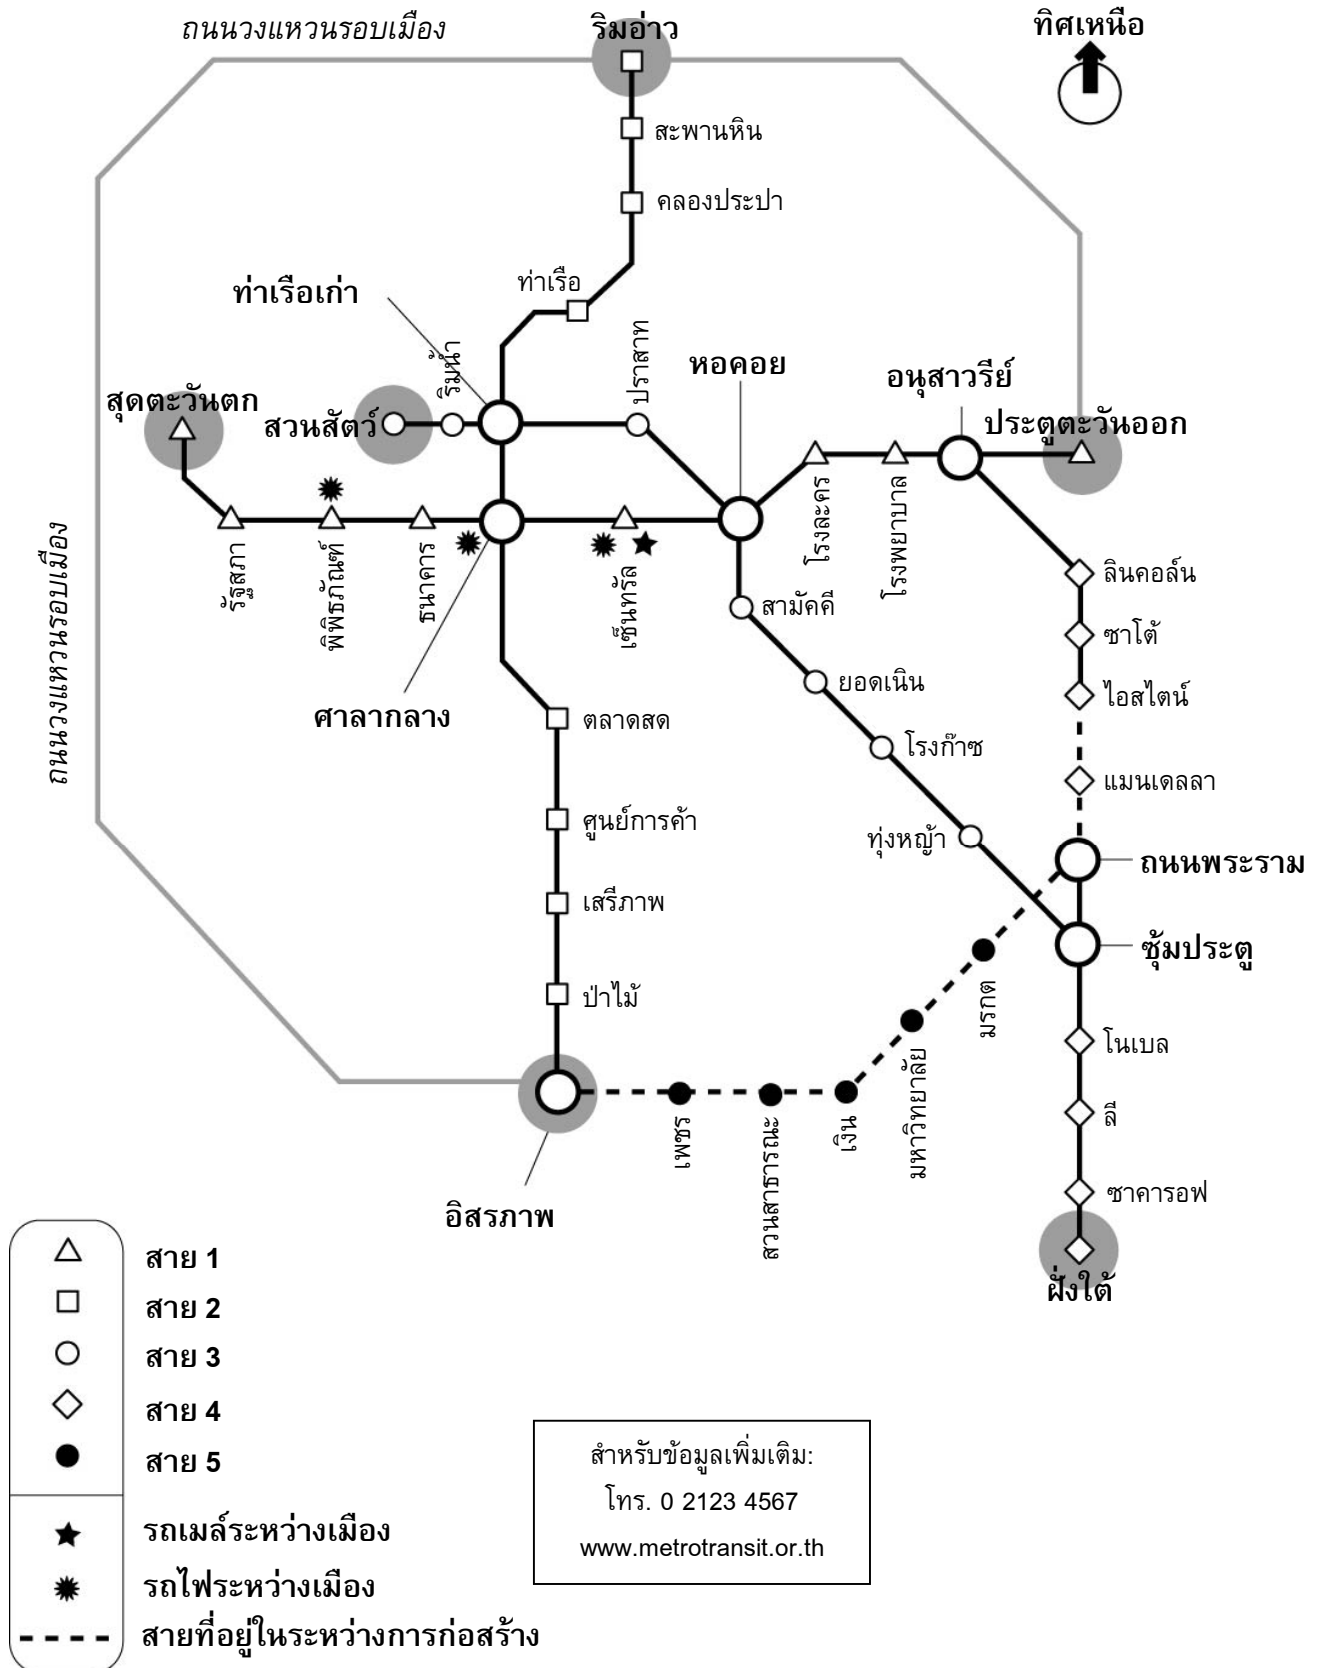 ถนนวงแหวนรอบเมือง
ริมอ่าว
ทิศเหนือ
สะพานหิน
คลองประปา
ท่าเรือ
ท่าเรือเก่า
ริมน้ำ
ปราสาท
หอคอย
อนุสาวรีย์
สุดตะวันตก
สวนสัตว์
ประตูตะวันออก
โรงละคร
โรงพยาบาล
รัฐสภา
พิพิธภัณฑ์
ธนาคาร
เซ็นทรัล
ถนนวงแหวนรอบเมือง
ลินคอล์น
สามัคคี
ซาโต้
ยอดเนิน
ไอสไตน์
ศาลากลาง
ตลาดสด
โรงก๊าซ
แมนเดลลา
ศูนย์การค้า
ทุ่งหญ้า
ถนนพระราม
เสรีภาพ
ซุ้มประตู
ป่าไม้
มรกต
โนเบล
มหาวิทยาลัย
เพชร
สวนสาธารณะ
เงิน
ลี
ซาคารอฟ
อิสรภาพ
ฝั่งใต้
สาย 1
สาย 2
สาย 3
สาย 4
สาย 5
รถเมล์ระหว่างเมือง
รถไฟระหว่างเมือง
สายที่อยู่ในระหว่างการก่อสร้าง
สำหรับข้อมูลเพิ่มเติม:
โทร. 0 2123 4567
www.metrotransit.or.th